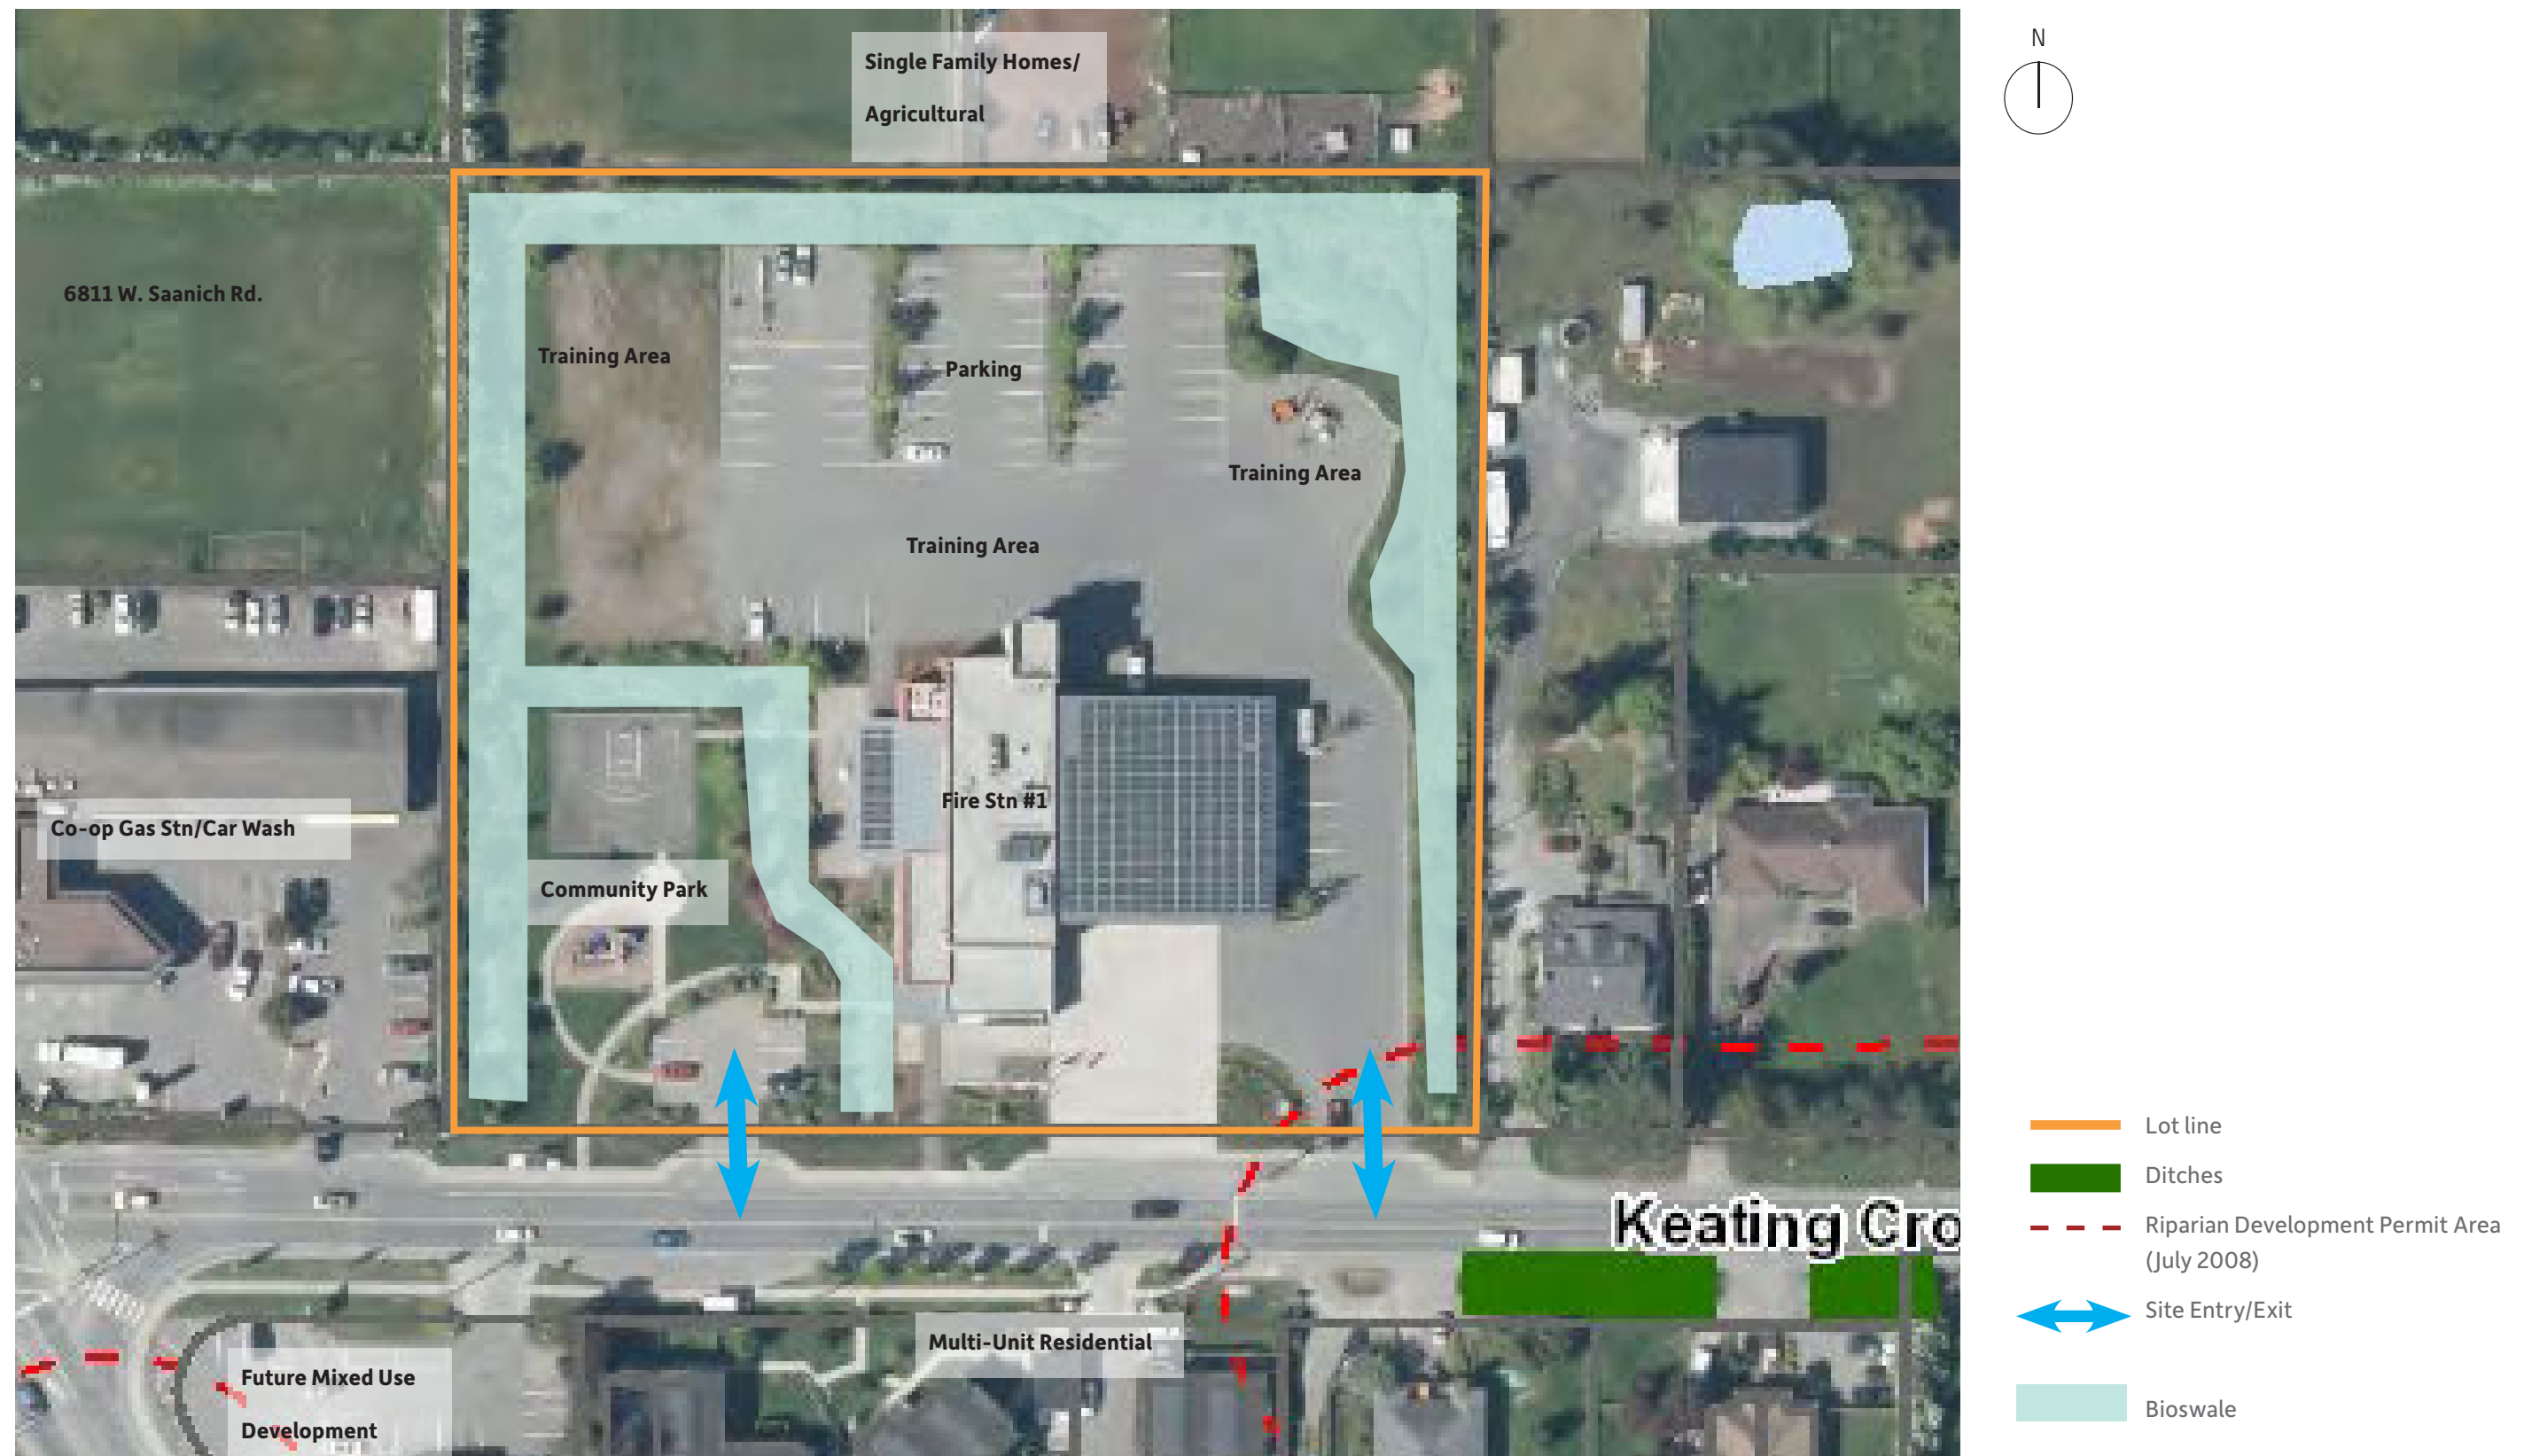 N
Single Family Homes/
Agricultural
6811 W. Saanich Rd.
Training Area
Parking
Training Area
Training Area
Fire Stn #1
Co-op Gas Stn/Car Wash
Community Park
Keating Cro
Multi-Unit Residential
Future Mixed Use
Development
Lot line
Ditches
Riparian Development Permit Area
(July 2008)
Site Entry/Exit
Bioswale